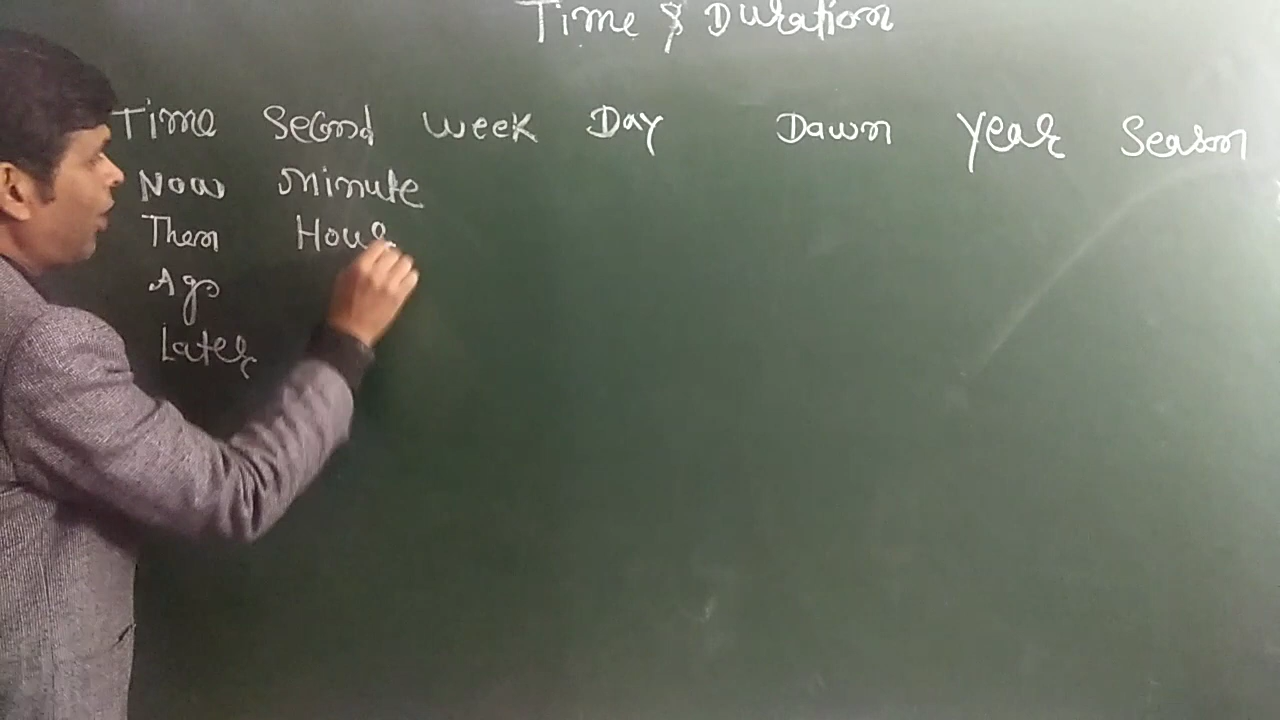 Time & Duration
Time Second week Day Dawn Year Season
Now Minute
Then Hour
Ago
Later